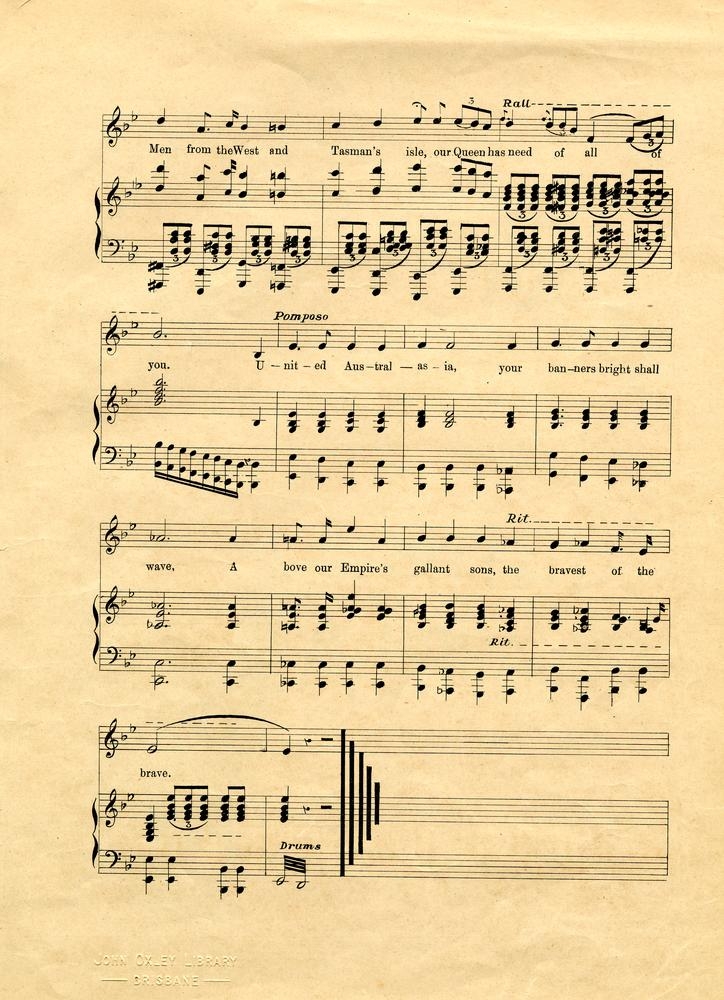 3 Rall
Men from theWest and Tasman's isle, our Queen has need of all of
3 3 3 3 3 3 3 3 3 3
Pomposo
you. U-nit-ed Aus-tral-as-ia, your ban-ners bright shall
Rit.
wave, A bove our Empire's gallant sons, the bravest of the
Rit.
brave.
3
Drums
JOHN OXLEY LIBRARY
BRISBANE